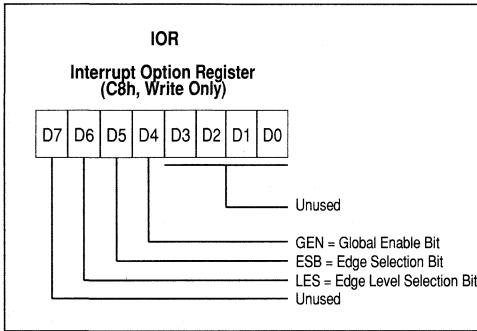 IOR
Interrupt Option Register
(C8h, Write Only)
D7 D6 D5 D4 D3 D2 D1 D0
Unused
GEN = Global Enable Bit
ESB = Edge Selection Bit
LES = Edge Level Selection Bit
Unused